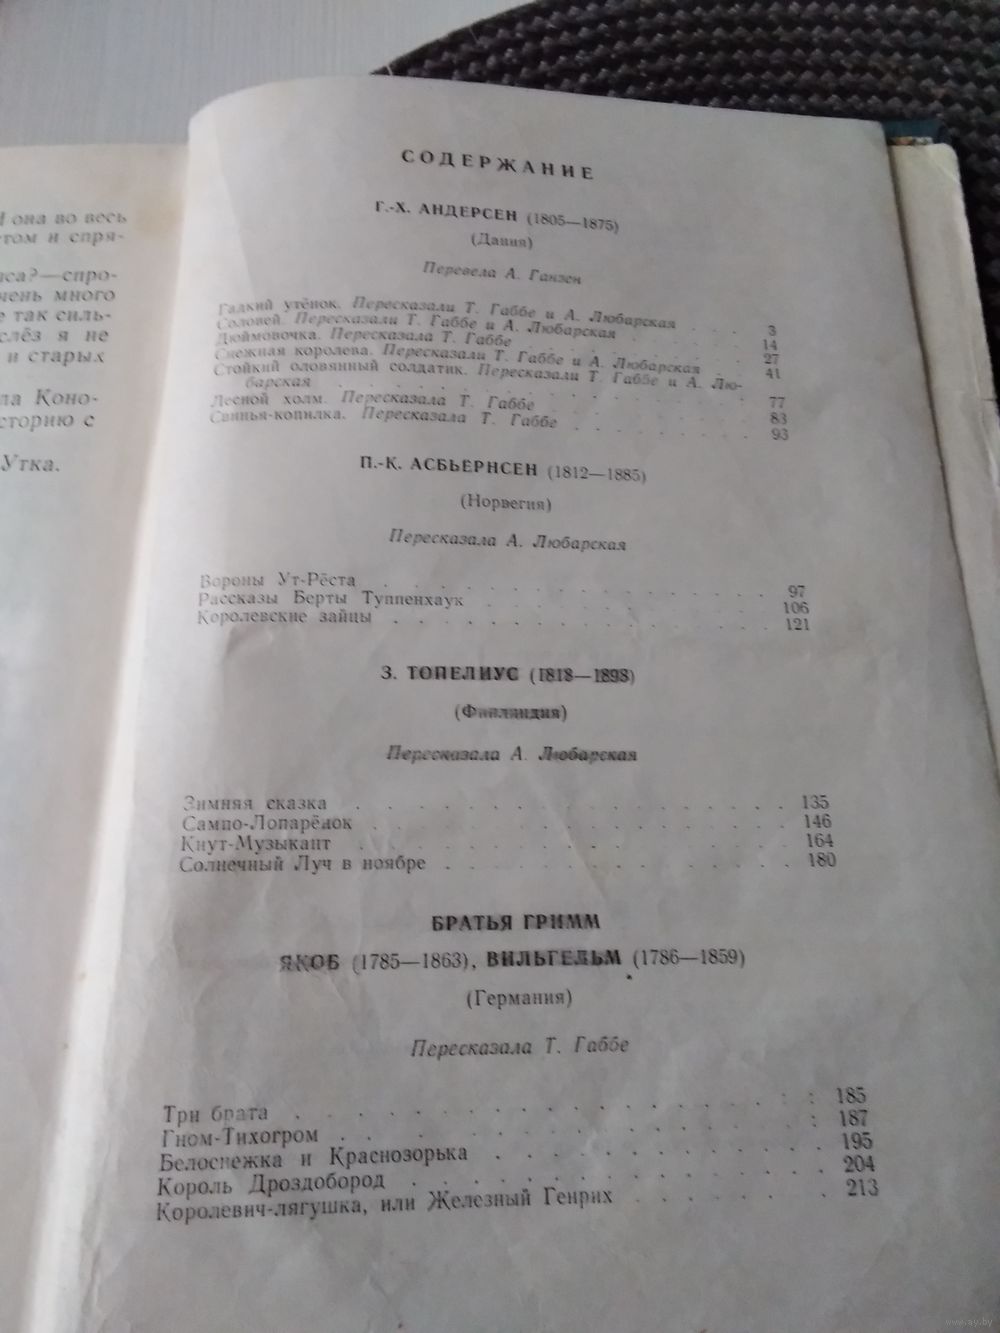 И она во весь
том и спря-
са? — спро-
чень много
е так силь-
слёз я не
и старых
ла Коно-
сторию с
Утка.
СОДЕРЖАНИЕ
Г.-Х. АНДЕРСЕН (1805—1875)
(Дания)
Перевела А. Ганзен
Гадкий утёнок. Пересказали Т. Габбе и А. Любарская . . . 3
Соловей. Пересказали Т. Габбе и А. Любарская . . . 14
Дюймовочка. Пересказала Т. Габбе . . . 27
Снежная королева. Пересказали Т. Габбе и А. Любарская . . . 41
Стойкий оловянный солдатик. Пересказали Т. Габбе и А. Лю-
барская . . . 77
Лесной холм. Пересказала Т. Габбе . . . 83
Свинья-копилка. Пересказала Т. Габбе . . . 93
П.-К. АСБЬЕРНСЕН (1812—1885)
(Норвегия)
Пересказала А. Любарская
Вороны Ут-Рёста . . . 97
Рассказы Берты Туппенхаук . . . 106
Королевские зайцы . . . 121
З. ТОПЕЛИУС (1818—1898)
(Финляндия)
Пересказала А. Любарская
Зимняя сказка . . . 135
Сампо-Лопарёнок . . . 146
Кнут-Музыкант . . . 164
Солнечный Луч в ноябре . . . 180
БРАТЬЯ ГРИММ
ЯКОБ (1785—1863), ВИЛЬГЕЛЬМ (1786—1859)
(Германия)
Пересказала Т. Габбе
Три брата . . . 185
Гном-Тихогром . . . 187
Белоснежка и Краснозорька . . . 195
Король Дроздобород . . . 204
Королевич-лягушка, или Железный Генрих . . . 213
www.ay.by